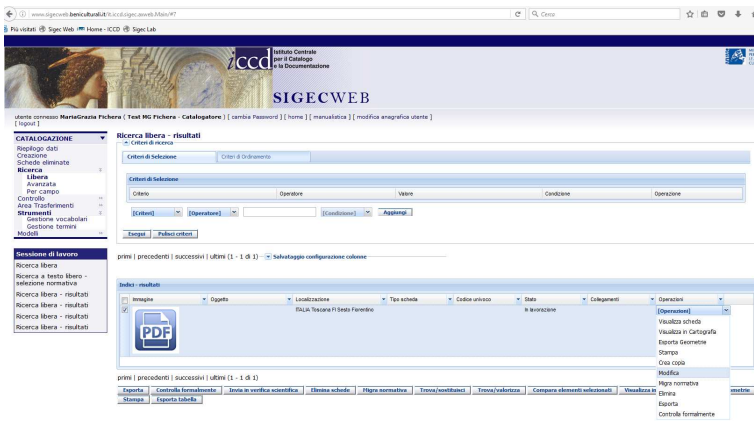 www.sigecweb.beniculturali.it/it.iccd.sigec.axweb.Main/#7
Cerca
Più visitati Sigec Web Home - ICCD Sigec Lab
iccd
Istituto Centrale
per il Catalogo
e la Documentazione
SIGECWEB
utente connesso MariaGrazia Fichera ( Test MG Fichera - Catalogatore ) [ cambia Password ] [ home ] [ manualistica ] [ modifica anagrafica utente ]
[ logout ]
CATALOGAZIONE
Riepilogo dati
Creazione
Schede eliminate
Ricerca
Libera
Avanzata
Per campo
Controllo
Area Trasferimenti
Strumenti
Gestione vocabolari
Gestione termini
Modelli
Sessione di lavoro
Ricerca libera
Ricerca a testo libero -
selezione normativa
Ricerca libera - risultati
Ricerca libera - risultati
Ricerca libera - risultati
Ricerca libera - risultati
Ricerca libera - risultati
Criteri di ricerca
Criteri di Selezione Criteri di Ordinamento
Criteri di Selezione
Criterio Operatore Valore Condizione Operazione
[Criteri] [Operatore] [Condizione] Aggiungi
Esegui Pulisci criteri
primi | precedenti | successivi | ultimi (1 - 1 di 1) Salvataggio configurazione colonne
Indici - risultati
Immagine Oggetto Localizzazione Tipo scheda Codice univoco Stato Collegamenti Operazioni
PDF ITALIA Toscana FI Sesto Fiorentino In lavorazione [Operazioni]
Visualizza scheda
Visualizza in Cartografia
Esporta Geometrie
Stampa
Crea copia
Modifica
Migra normativa
Elimina
Esporta
Controlla formalmente
primi | precedenti | successivi | ultimi (1 - 1 di 1)
Esporta Controlla formalmente Invia in verifica scientifica Elimina schede Migra normativa Trova/sostituisci Trova/valorizza Compara elementi selezionati Visualizza in ometrie
Stampa Esporta tabella